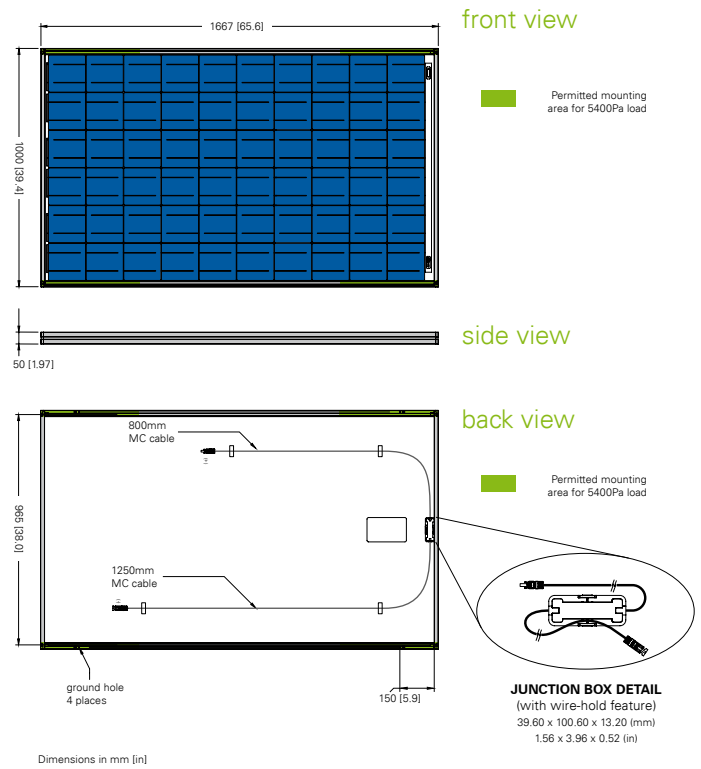 front view
1667 [65.6]
1000 [39.4]
Permitted mounting
area for 5400Pa load
side view
50 [1.97]
back view
800mm
MC cable
965 [38.0]
Permitted mounting
area for 5400Pa load
1250mm
MC cable
ground hole
4 places
150 [5.9]
JUNCTION BOX DETAIL
(with wire-hold feature)
39.60 x 100.60 x 13.20 (mm)
1.56 x 3.96 x 0.52 (in)
Dimensions in mm [in]